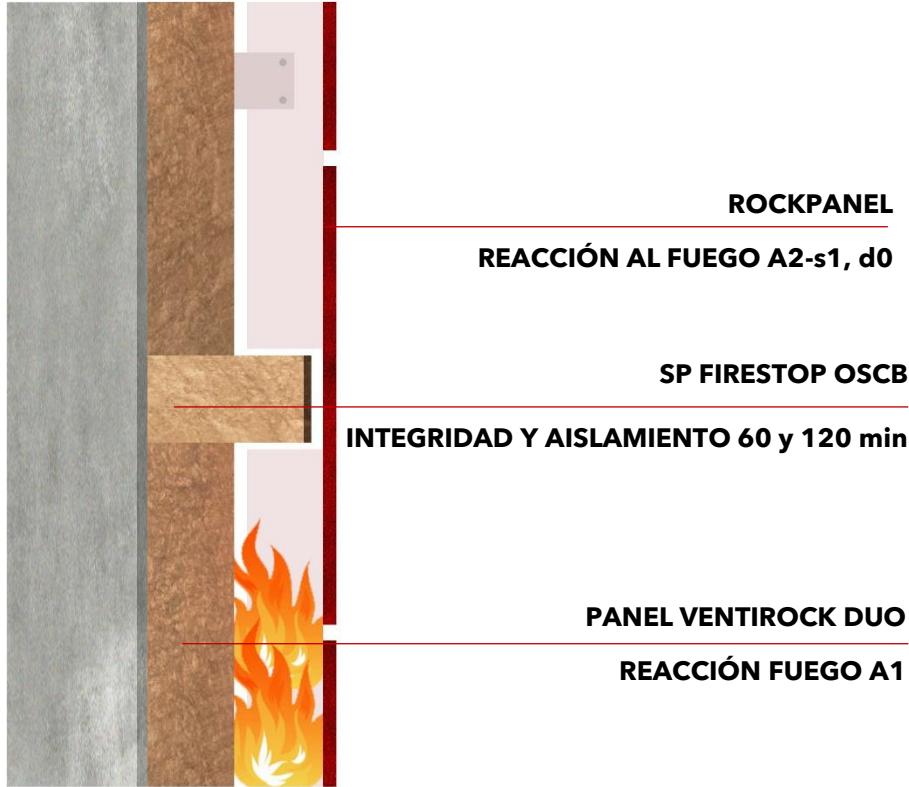 ROCKPANEL
REACCIÓN AL FUEGO A2-s1, d0
SP FIRESTOP OSCB
INTEGRIDAD Y AISLAMIENTO 60 y 120 min
PANEL VENTIROCK DUO
REACCIÓN FUEGO A1